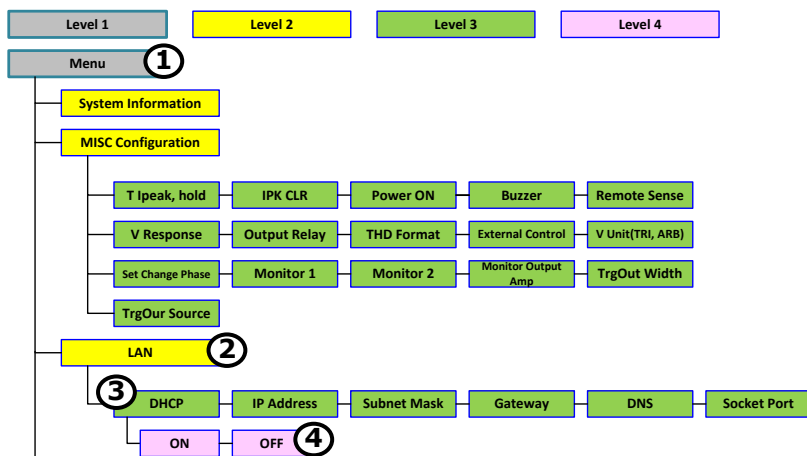 Level 1
Level 2
Level 3
Level 4
Menu
1
System Information
MISC Configuration
T Ipeak, hold
IPK CLR
Power ON
Buzzer
Remote Sense
V Response
Output Relay
THD Format
External Control
V Unit(TRI, ARB)
Set Change Phase
Monitor 1
Monitor 2
Monitor Output
Amp
TrgOut Width
TrgOur Source
LAN
2
3
DHCP
IP Address
Subnet Mask
Gateway
DNS
Socket Port
ON
OFF
4